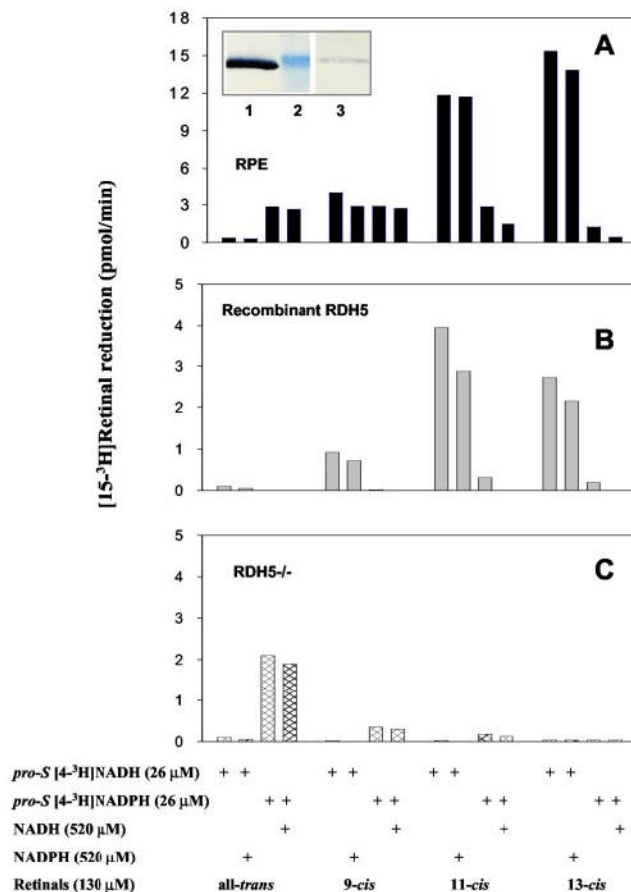 18
15
12
9
6
3
0
A
1 2 3
RPE
[15-³H]Retinal reduction (pmol/min)
5
4
3
2
1
0
Recombinant RDH5
B
5
4
3
2
1
0
RDH5-/-
C
pro-S [4-³H]NADH (26 µM) + + + + + + + +
pro-S [4-³H]NADPH (26 µM) + + + + + + + +
NADH (520 µM) + + + +
NADPH (520 µM) + + + +
Retinals (130 µM) all-trans 9-cis 11-cis 13-cis